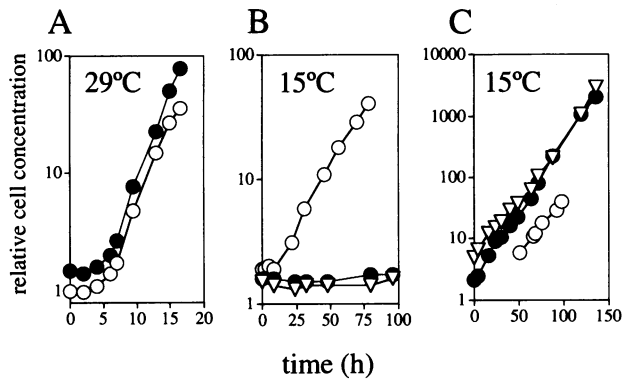 A B C
100 29ºC 100 15ºC 10000 15ºC
1000
10 10 100
10
1 1 1
0 5 10 15 20 0 25 50 75 100 0 50 100 150
relative cell concentration
time (h)